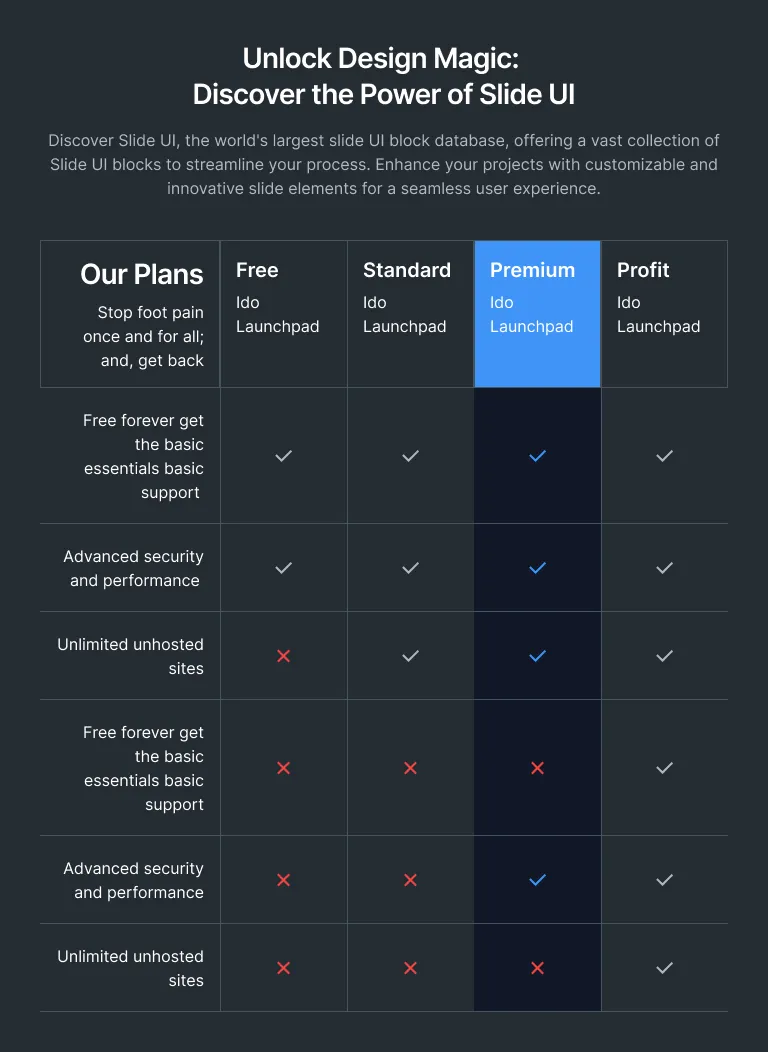 Unlock Design Magic:
Discover the Power of Slide UI
Discover Slide UI, the world's largest slide UI block database, offering a vast collection of
Slide UI blocks to streamline your process. Enhance your projects with customizable and
innovative slide elements for a seamless user experience.
Our Plans
Stop foot pain
once and for all;
and, get back
Free
Ido
Launchpad
Standard
Ido
Launchpad
Premium
Ido
Launchpad
Profit
Ido
Launchpad
Free forever get
the basic
essentials basic
support
Advanced security
and performance
Unlimited unhosted
sites
Free forever get
the basic
essentials basic
support
Advanced security
and performance
Unlimited unhosted
sites